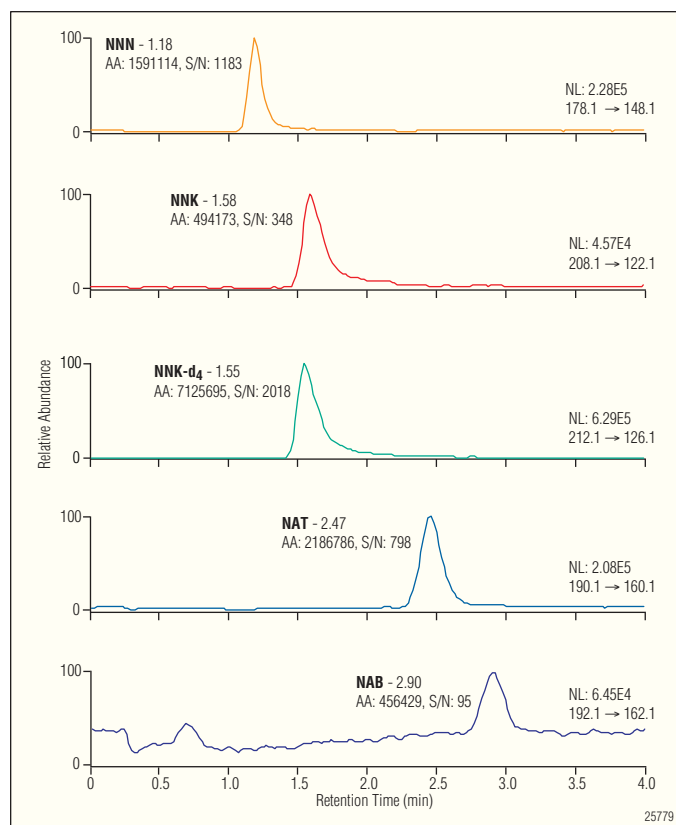 100
NNN - 1.18
AA: 1591114, S/N: 1183
NL: 2.28E5
178.1 → 148.1
0
100
NNK - 1.58
AA: 494173, S/N: 348
NL: 4.57E4
208.1 → 122.1
0
Relative Abundance
100
NNK-d4 - 1.55
AA: 7125695, S/N: 2018
NL: 6.29E5
212.1 → 126.1
0
100
NAT - 2.47
AA: 2186786, S/N: 798
NL: 2.08E5
190.1 → 160.1
0
100
NAB - 2.90
AA: 456429, S/N: 95
NL: 6.45E4
192.1 → 162.1
0
0 0.5 1.0 1.5 2.0 2.5 3.0 3.5 4.0
Retention Time (min)
25779